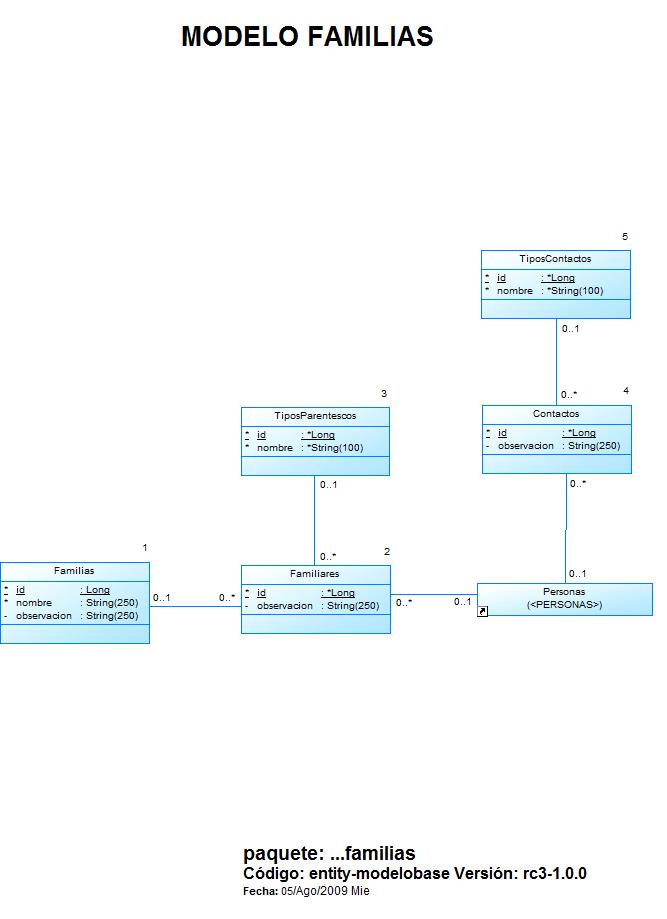 MODELO FAMILIAS
5
TiposContactos
* id : *Long
* nombre : *String(100)
0..1
0..*
4
Contactos
* id : *Long
- observacion : String(250)
0..*
0..1
3
TiposParentescos
* id : *Long
* nombre : *String(100)
0..1
0..*
1
Familias
* id : Long
* nombre : String(250)
- observacion : String(250)
0..1
0..*
2
Familiares
* id : *Long
- observacion : String(250)
0..*
0..1
Personas
(<PERSONAS>)
paquete: ...familias
Código: entity-modelobase Versión: rc3-1.0.0
Fecha: 05/Ago/2009 Mie